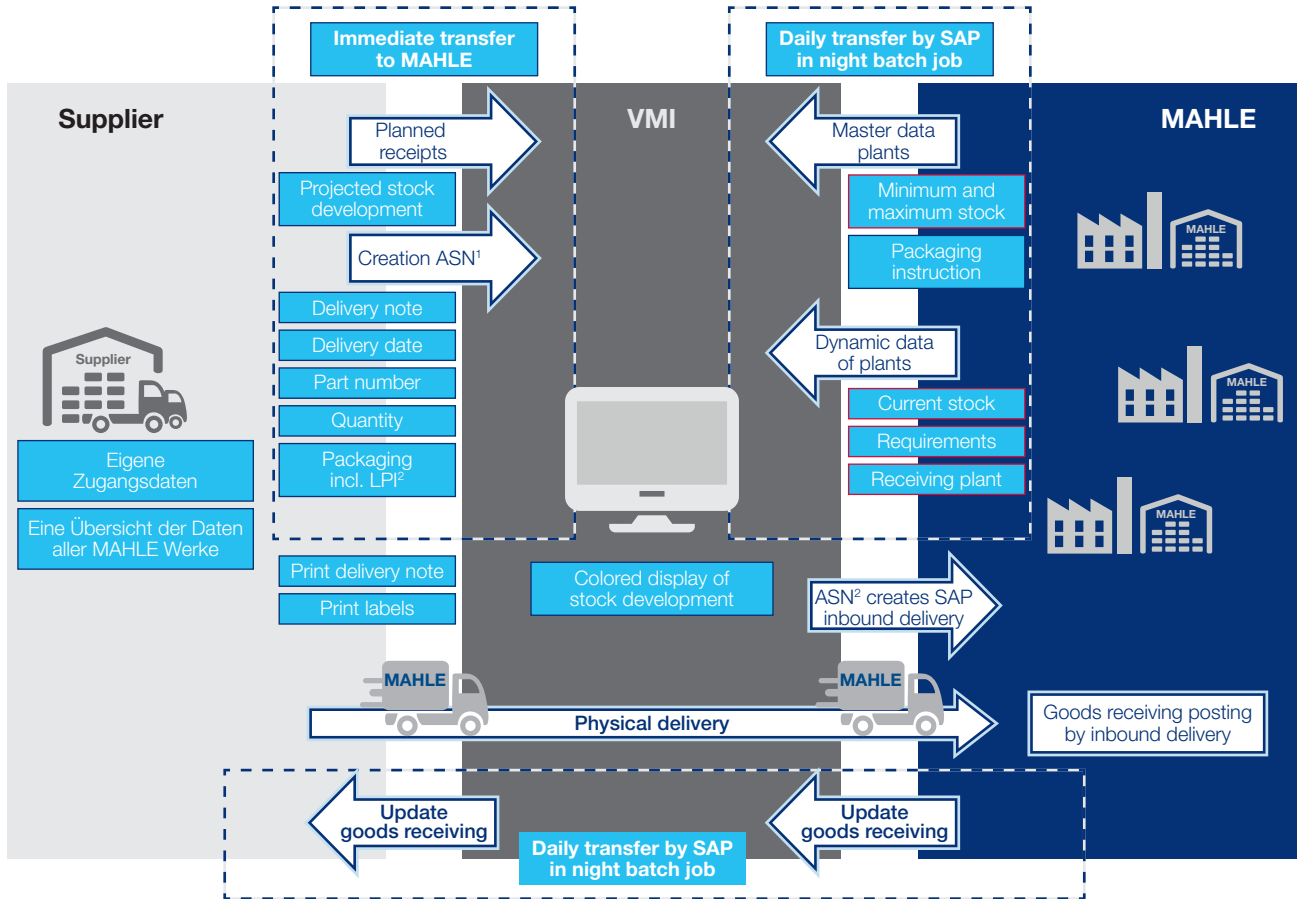 Immediate transfer
to MAHLE
Daily transfer by SAP
in night batch job
Supplier
VMI
MAHLE
Planned
receipts
Master data
plants
Projected stock
development
Minimum and
maximum stock
Creation ASN¹
Packaging
instruction
MAHLE
Delivery note
Delivery date
Part number
Quantity
Packaging
incl. LPI²
Dynamic data
of plants
Current stock
Requirements
Receiving plant
MAHLE
MAHLE
Supplier
Eigene
Zugangsdaten
Eine Übersicht der Daten
aller MAHLE Werke
Print delivery note
Print labels
Colored display of
stock development
ASN² creates SAP
inbound delivery
MAHLE
MAHLE
Physical delivery
Goods receiving posting
by inbound delivery
Update
goods receiving
Update
goods receiving
Daily transfer by SAP
in night batch job